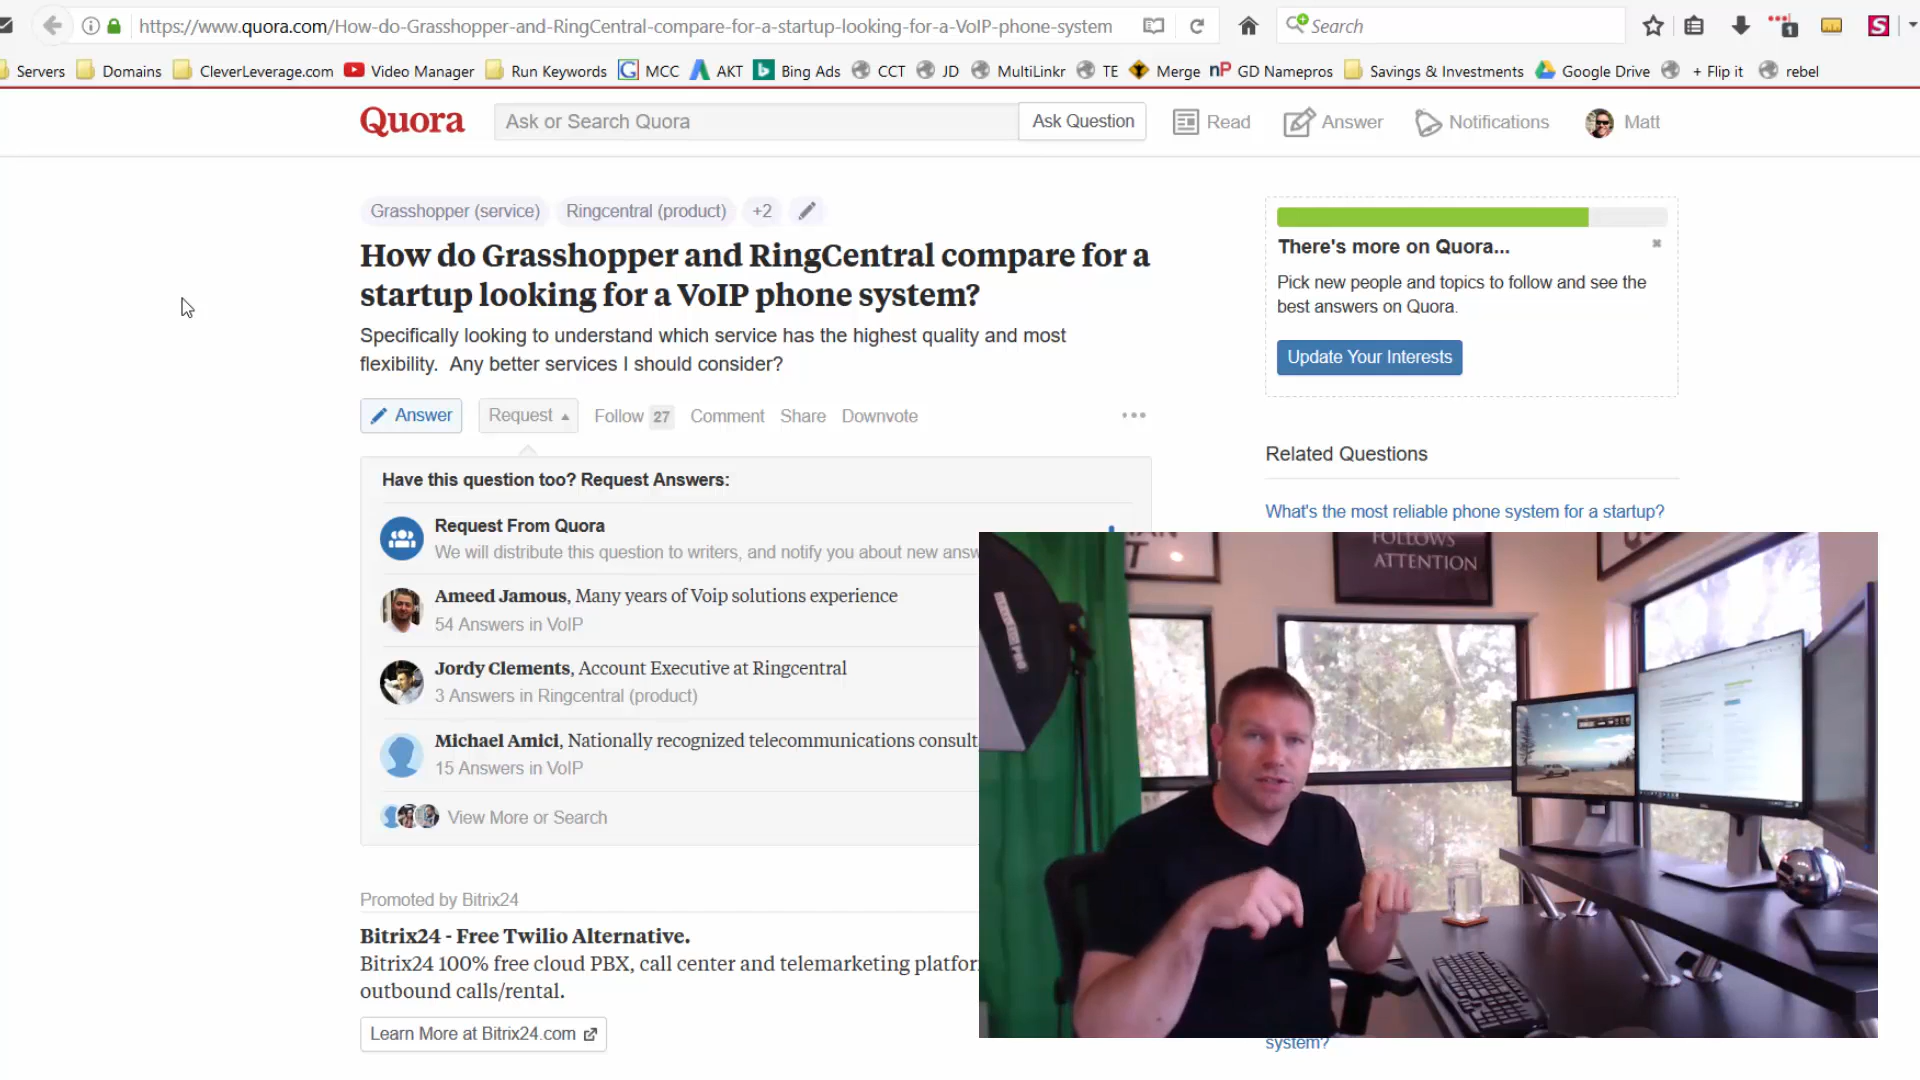 https://www.quora.com/How-do-Grasshopper-and-RingCentral-compare-for-a-startup-looking-for-a-VoIP-phone-system
Search
1
S
Servers
Domains
CleverLeverage.com
Video Manager
Run Keywords
MCC
AKT
Bing Ads
CCT
JD
MultiLinkr
TE
Merge
nP GD Namepros
Savings & Investments
Google Drive
+ Flip it
rebel
Quora
Ask or Search Quora
Ask Question
Read
Answer
Notifications
Matt
Grasshopper (service)
Ringcentral (product)
+2
How do Grasshopper and RingCentral compare for a
startup looking for a VoIP phone system?
Specifically looking to understand which service has the highest quality and most
flexibility. Any better services I should consider?
Answer
Request
Follow 27
Comment
Share
Downvote
Have this question too? Request Answers:
Request From Quora
We will distribute this question to writers, and notify you about new answ
Ameed Jamous, Many years of Voip solutions experience
54 Answers in VoIP
Jordy Clements, Account Executive at Ringcentral
3 Answers in Ringcentral (product)
Michael Amici, Nationally recognized telecommunications consult
15 Answers in VoIP
View More or Search
Promoted by Bitrix24
Bitrix24 - Free Twilio Alternative.
Bitrix24 100% free cloud PBX, call center and telemarketing platfor
outbound calls/rental.
Learn More at Bitrix24.com
There's more on Quora...
Pick new people and topics to follow and see the
best answers on Quora.
Update Your Interests
Related Questions
What's the most reliable phone system for a startup?
FOLLOWS
ATTENTION
system?